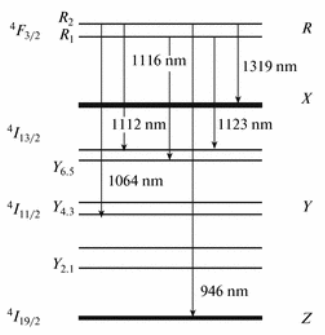 ⁴F₃/₂ R₂ R
R₁
1116 nm
1319 nm
X
1112 nm 1123 nm
⁴I₁₃/₂
Y₆.₅
1064 nm
⁴I₁₁/₂ Y₄.₃ Y
Y₂.₁
946 nm
⁴I₁₉/₂ Z